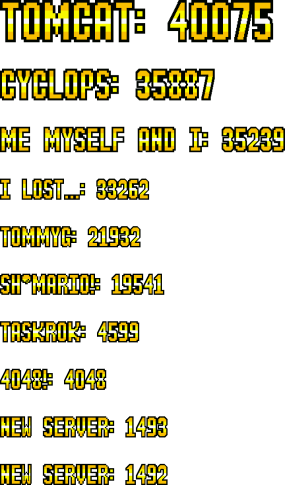 TOMCAT: 40075
CYCLOPS: 35887
ME MYSELF AND I: 35239
I LOST...: 33262
TOMMYG: 21932
SH*MARIO!: 19541
TASKROK: 4599
4048!: 4048
NEW SERVER: 1493
NEW SERVER: 1492